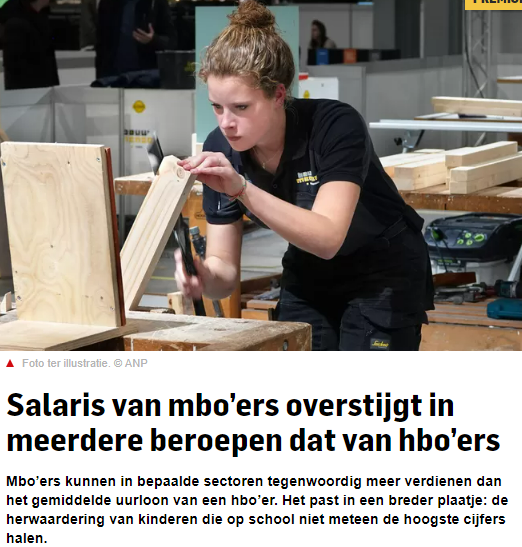 PREMIUM
▲ Foto ter illustratie. © ANP
Salaris van mbo’ers overstijgt in
meerdere beroepen dat van hbo’ers
Mbo’ers kunnen in bepaalde sectoren tegenwoordig meer verdienen dan
het gemiddelde uurloon van een hbo’er. Het past in een breder plaatje: de
herwaardering van kinderen die op school niet meteen de hoogste cijfers
halen.